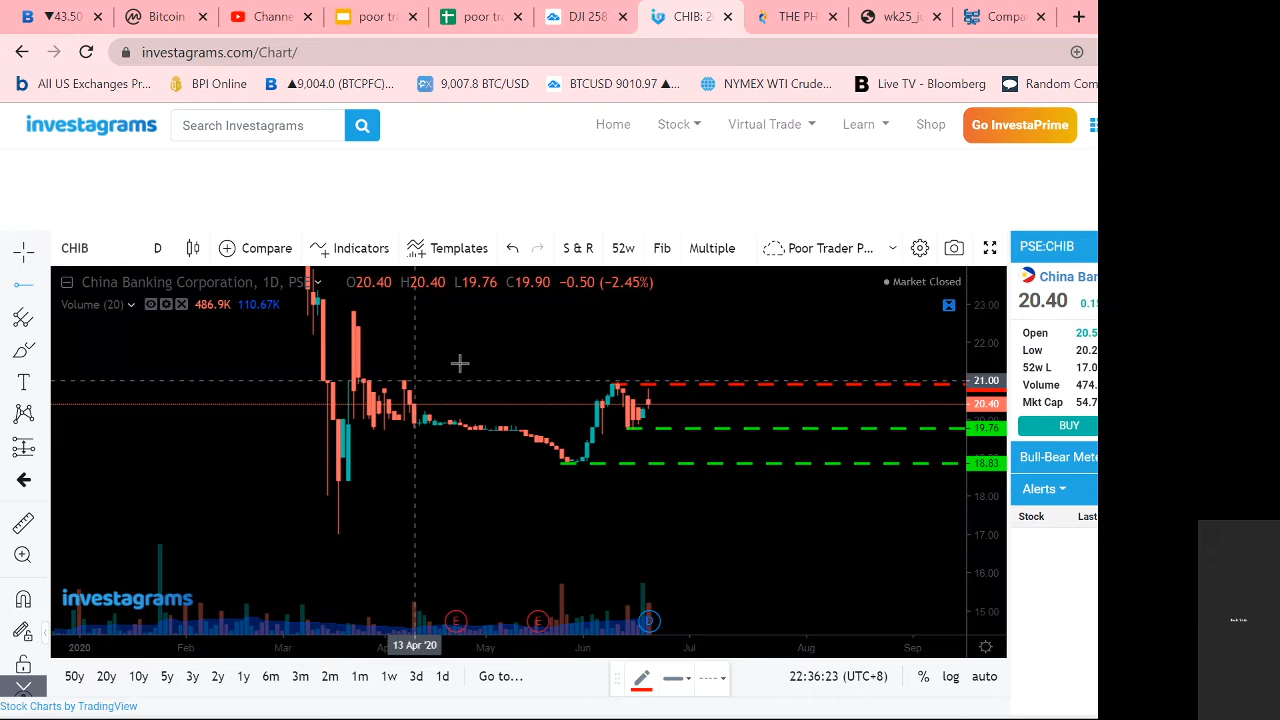 ▼43.50
Bitcoin
Channe
poor tr
poor tr
DJI 258
CHIB: 2
THE PH
wk25_j
Compa
investagrams.com/Chart/
All US Exchanges Pr...
BPI Online
▲9,004.0 (BTCPFC)...
9,007.8 BTC/USD
BTCUSD 9010.97 ▲...
NYMEX WTI Crude...
Live TV - Bloomberg
Random Com
investagrams
Search Investagrams
Home
Stock
Virtual Trade
Learn
Shop
Go InvestaPrime
CHIB
D
Compare
Indicators
Templates
S & R
52w
Fib
Multiple
Poor Trader P...
PSE:CHIB
China Banking Corporation, 1D, PSE
O20.40 H20.40 L19.76 C19.90 −0.50 (−2.45%)
Market Closed
Volume (20)
486.9K 110.67K
China Ban
20.40 0.1
Open 20.5
Low 20.2
52w L 17.0
Volume 474.
Mkt Cap 54.7
BUY
Bull-Bear Mete
Alerts
Stock Last
23.00
22.00
21.00
20.40
19.76
18.83
18.00
17.00
16.00
15.00
investagrams
E
E
D
2020
Feb
Mar
13 Apr '20
May
Jun
Jul
Aug
Sep
50y 20y 10y 5y 3y 2y 1y 6m 3m 2m 1m 1w 3d 1d Go to...
22:36:23 (UTC+8)
% log auto
Stock Charts by TradingView